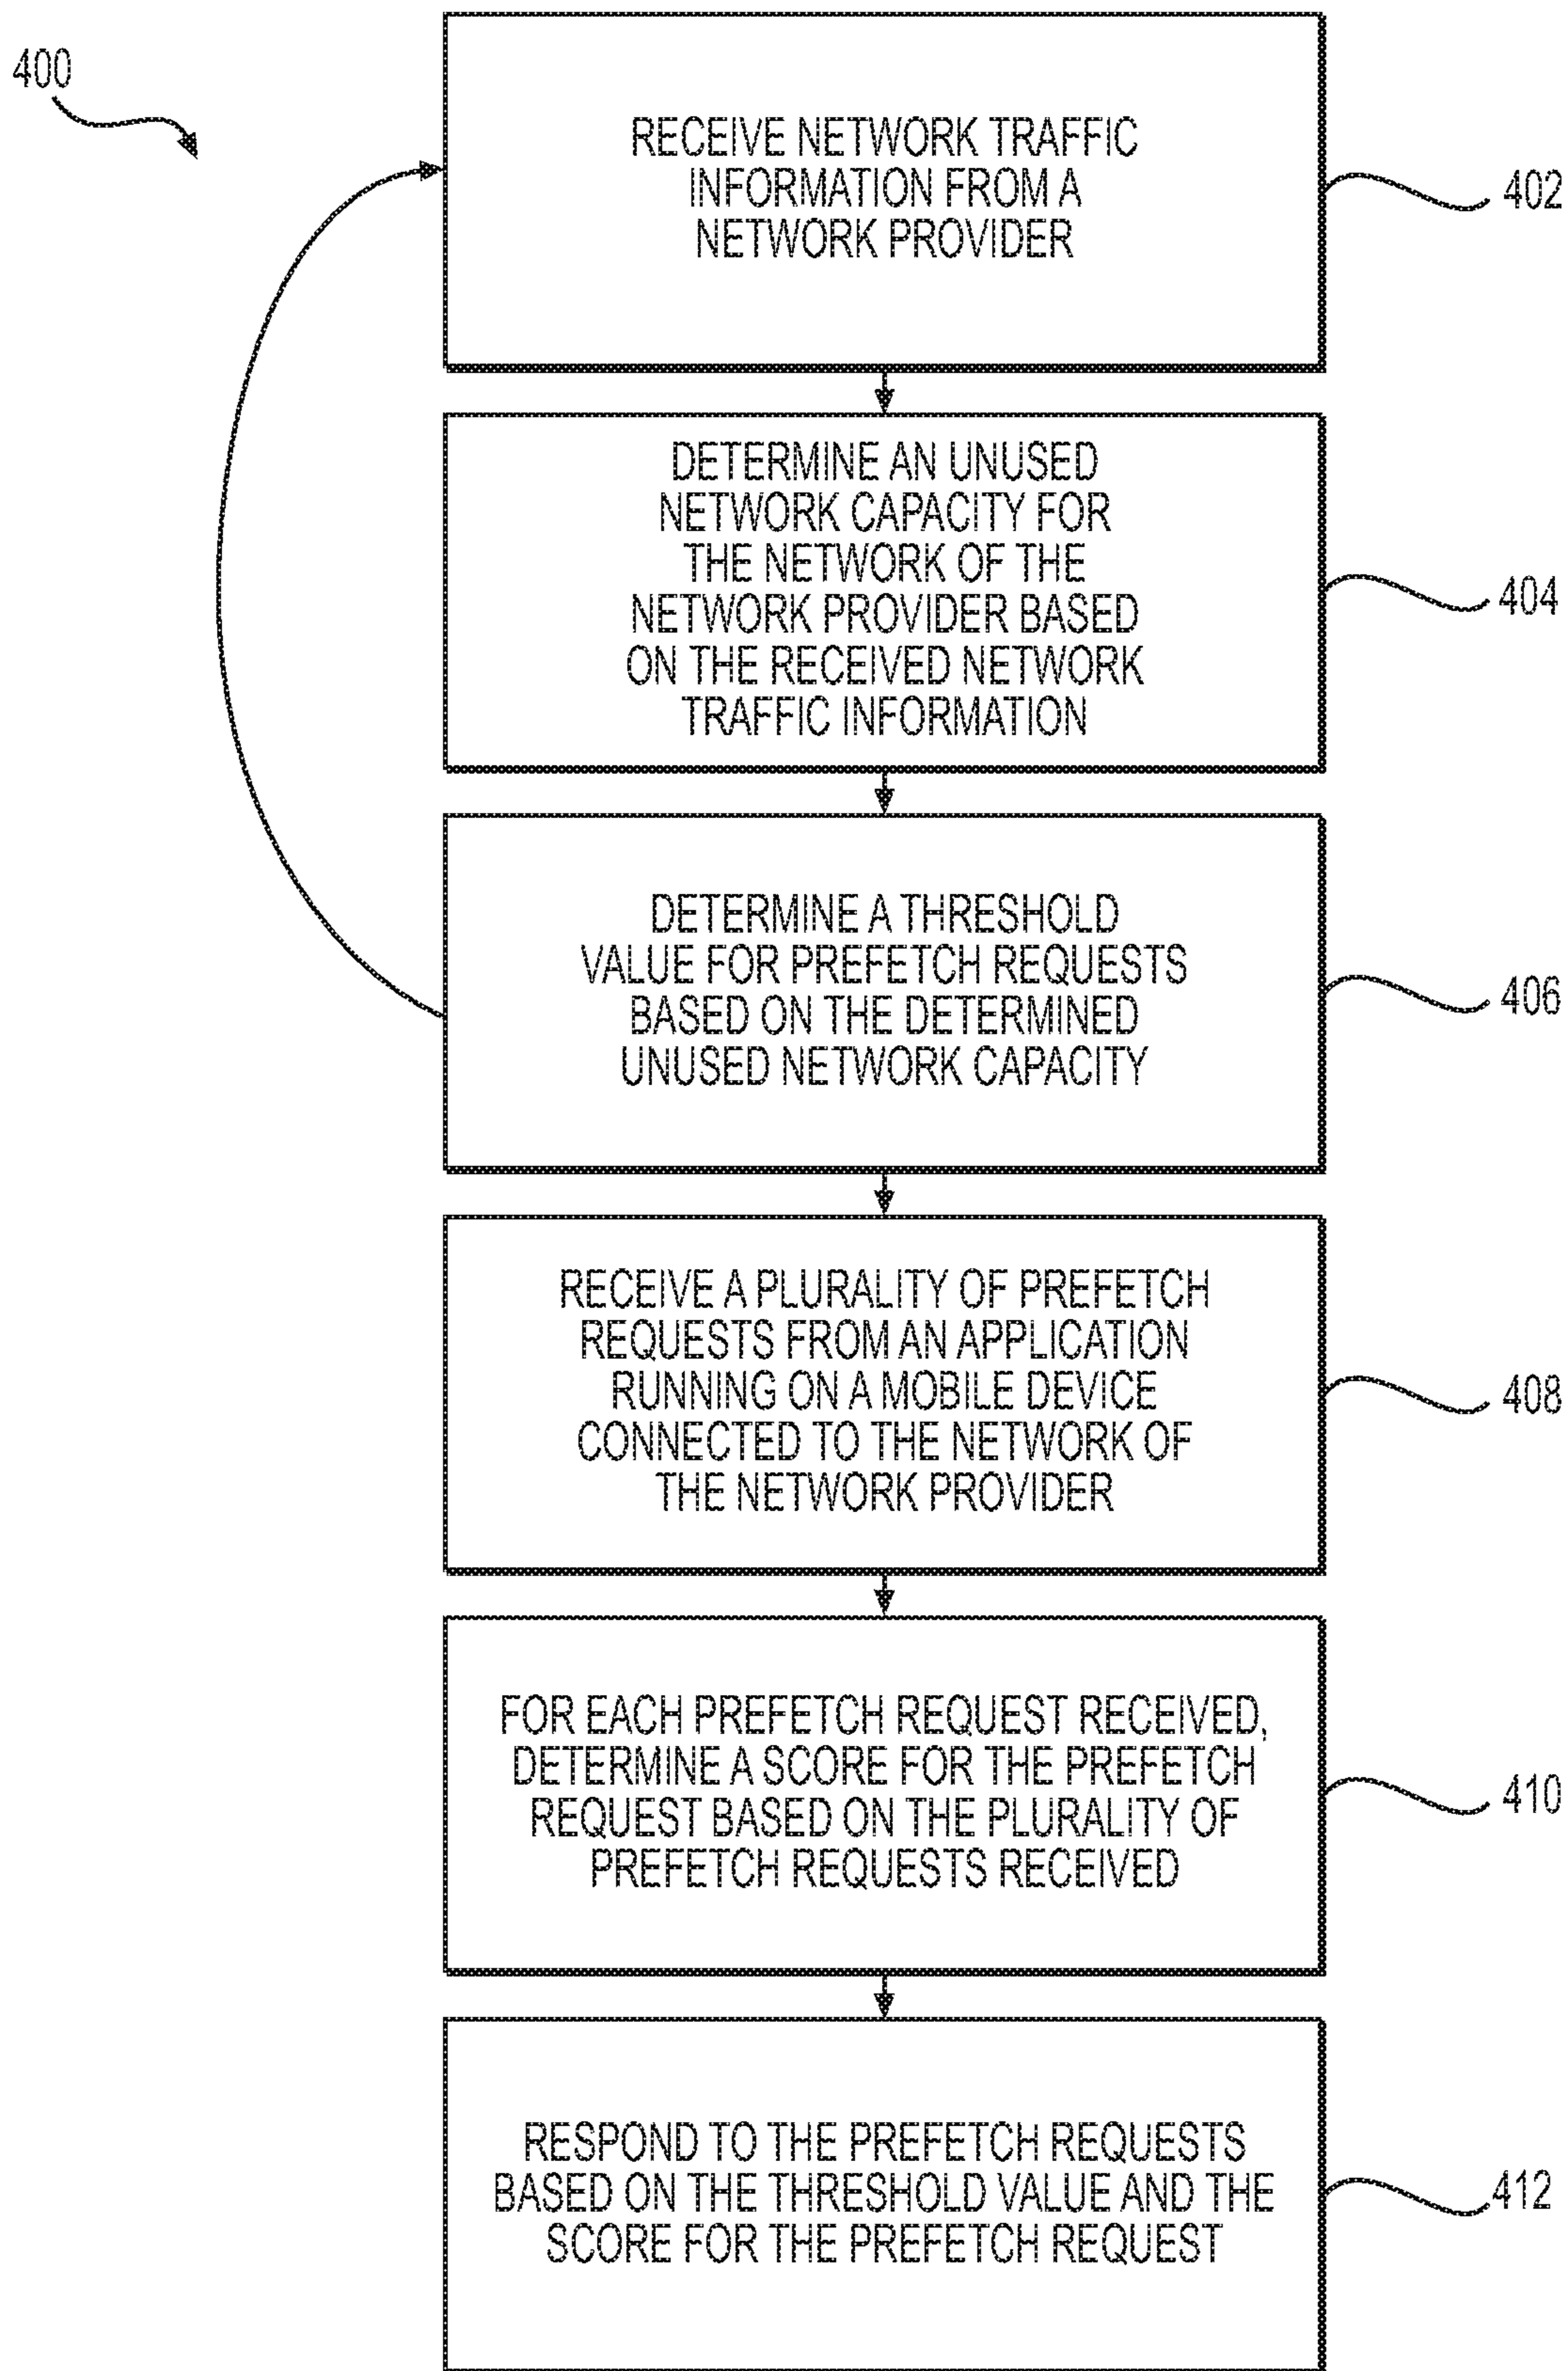 400
RECEIVE NETWORK TRAFFIC
INFORMATION FROM A
NETWORK PROVIDER
402
DETERMINE AN UNUSED
NETWORK CAPACITY FOR
THE NETWORK OF THE
NETWORK PROVIDER BASED
ON THE RECEIVED NETWORK
TRAFFIC INFORMATION
404
DETERMINE A THRESHOLD
VALUE FOR PREFETCH REQUESTS
BASED ON THE DETERMINED
UNUSED NETWORK CAPACITY
406
RECEIVE A PLURALITY OF PREFETCH
REQUESTS FROM AN APPLICATION
RUNNING ON A MOBILE DEVICE
CONNECTED TO THE NETWORK OF
THE NETWORK PROVIDER
408
FOR EACH PREFETCH REQUEST RECEIVED,
DETERMINE A SCORE FOR THE PREFETCH
REQUEST BASED ON THE PLURALITY OF
PREFETCH REQUESTS RECEIVED
410
RESPOND TO THE PREFETCH REQUESTS
BASED ON THE THRESHOLD VALUE AND THE
SCORE FOR THE PREFETCH REQUEST
412